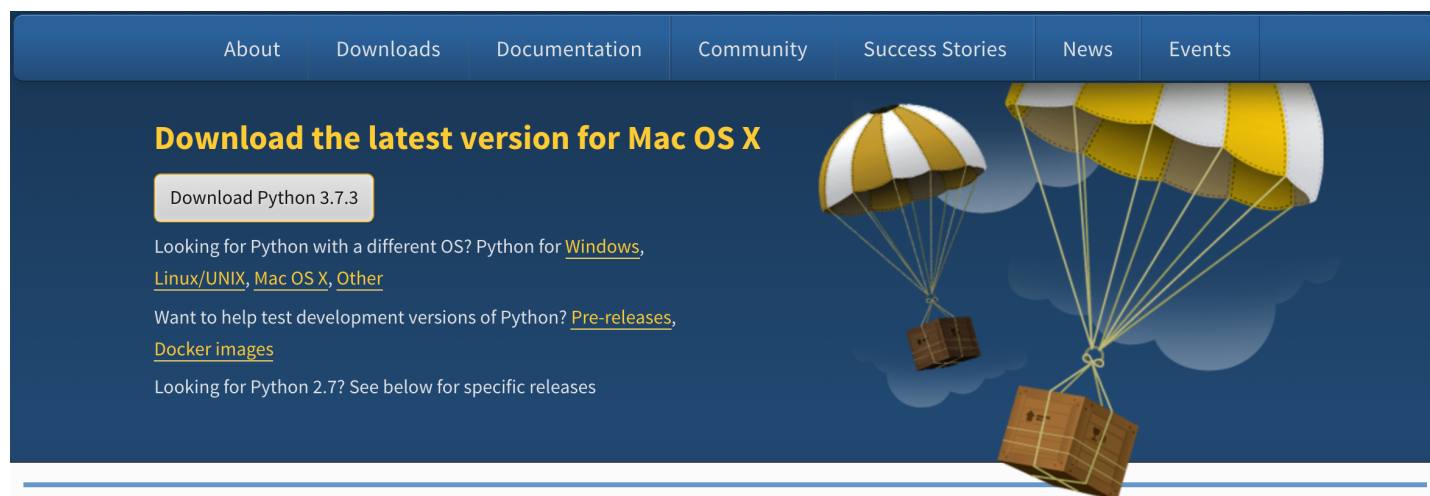 About Downloads Documentation Community Success Stories News Events
Download the latest version for Mac OS X
Download Python 3.7.3
Looking for Python with a different OS? Python for Windows,
Linux/UNIX, Mac OS X, Other
Want to help test development versions of Python? Pre-releases,
Docker images
Looking for Python 2.7? See below for specific releases